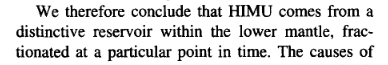 We therefore conclude that HIMU comes from a
distinctive reservoir within the lower mantle, frac-
tionated at a particular point in time. The causes of